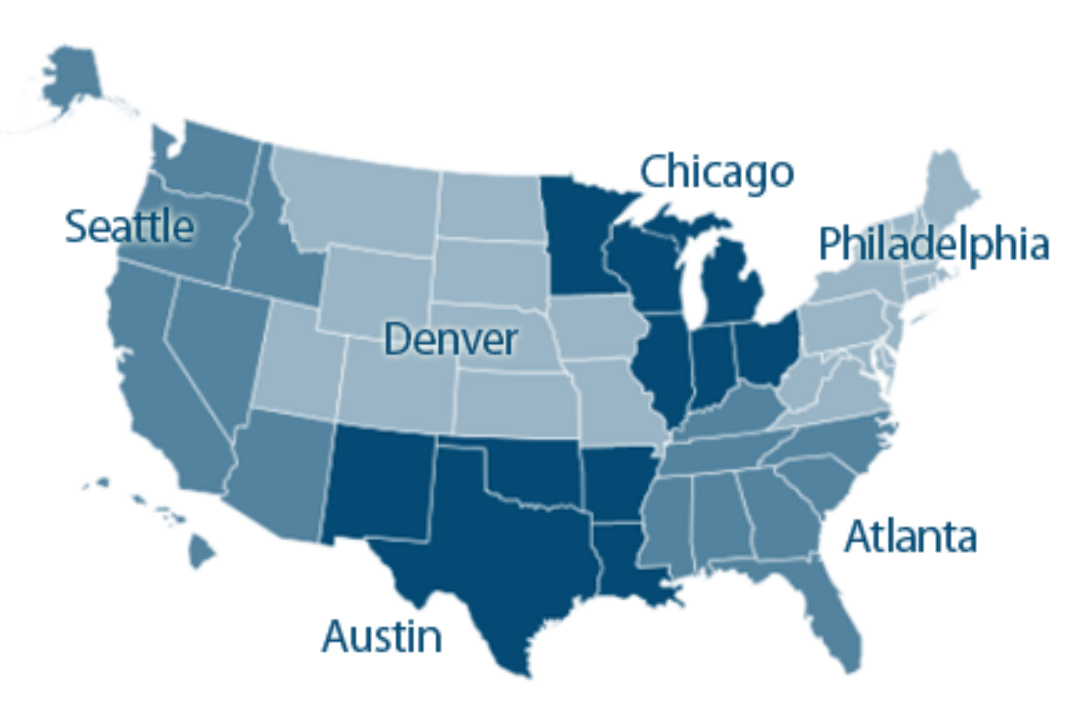 Chicago
Seattle
Philadelphia
Denver
Atlanta
Austin